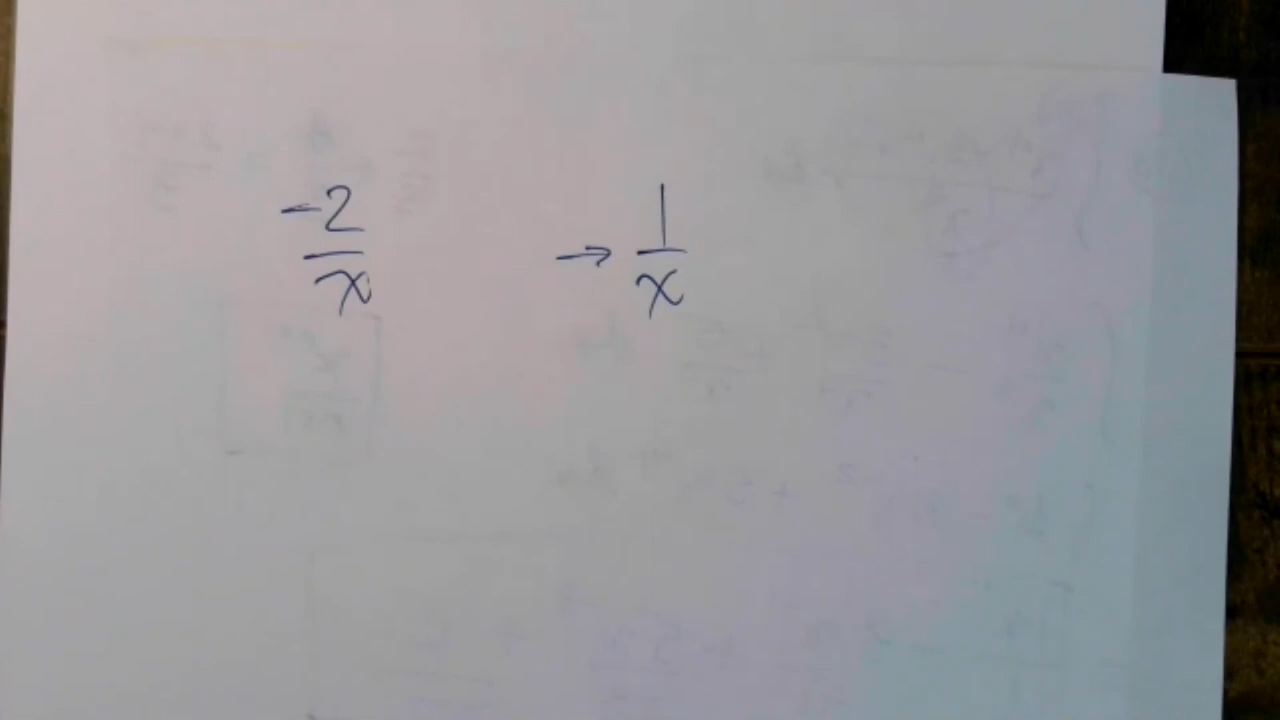 -2/x → 1/x